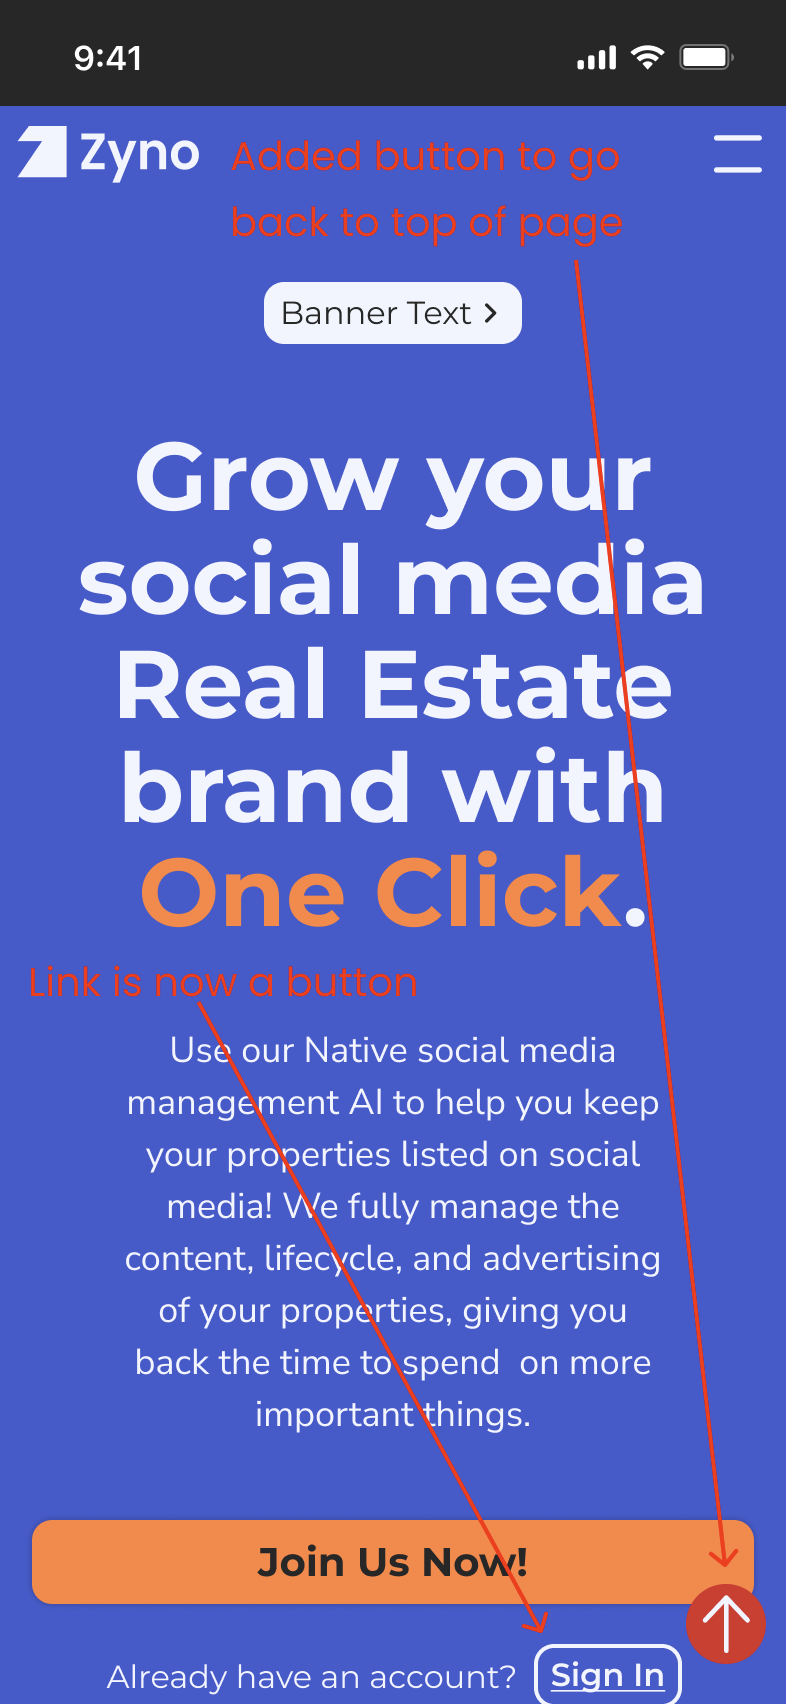 9:41
Zyno
Added button to go
back to top of page
Banner Text
Grow your
social media
Real Estate
brand with
One Click.
Link is now a button
Use our Native social media
management AI to help you keep
your properties listed on social
media! We fully manage the
content, lifecycle, and advertising
of your properties, giving you
back the time to spend  on more
important things.
Join Us Now!
Already have an account? Sign In